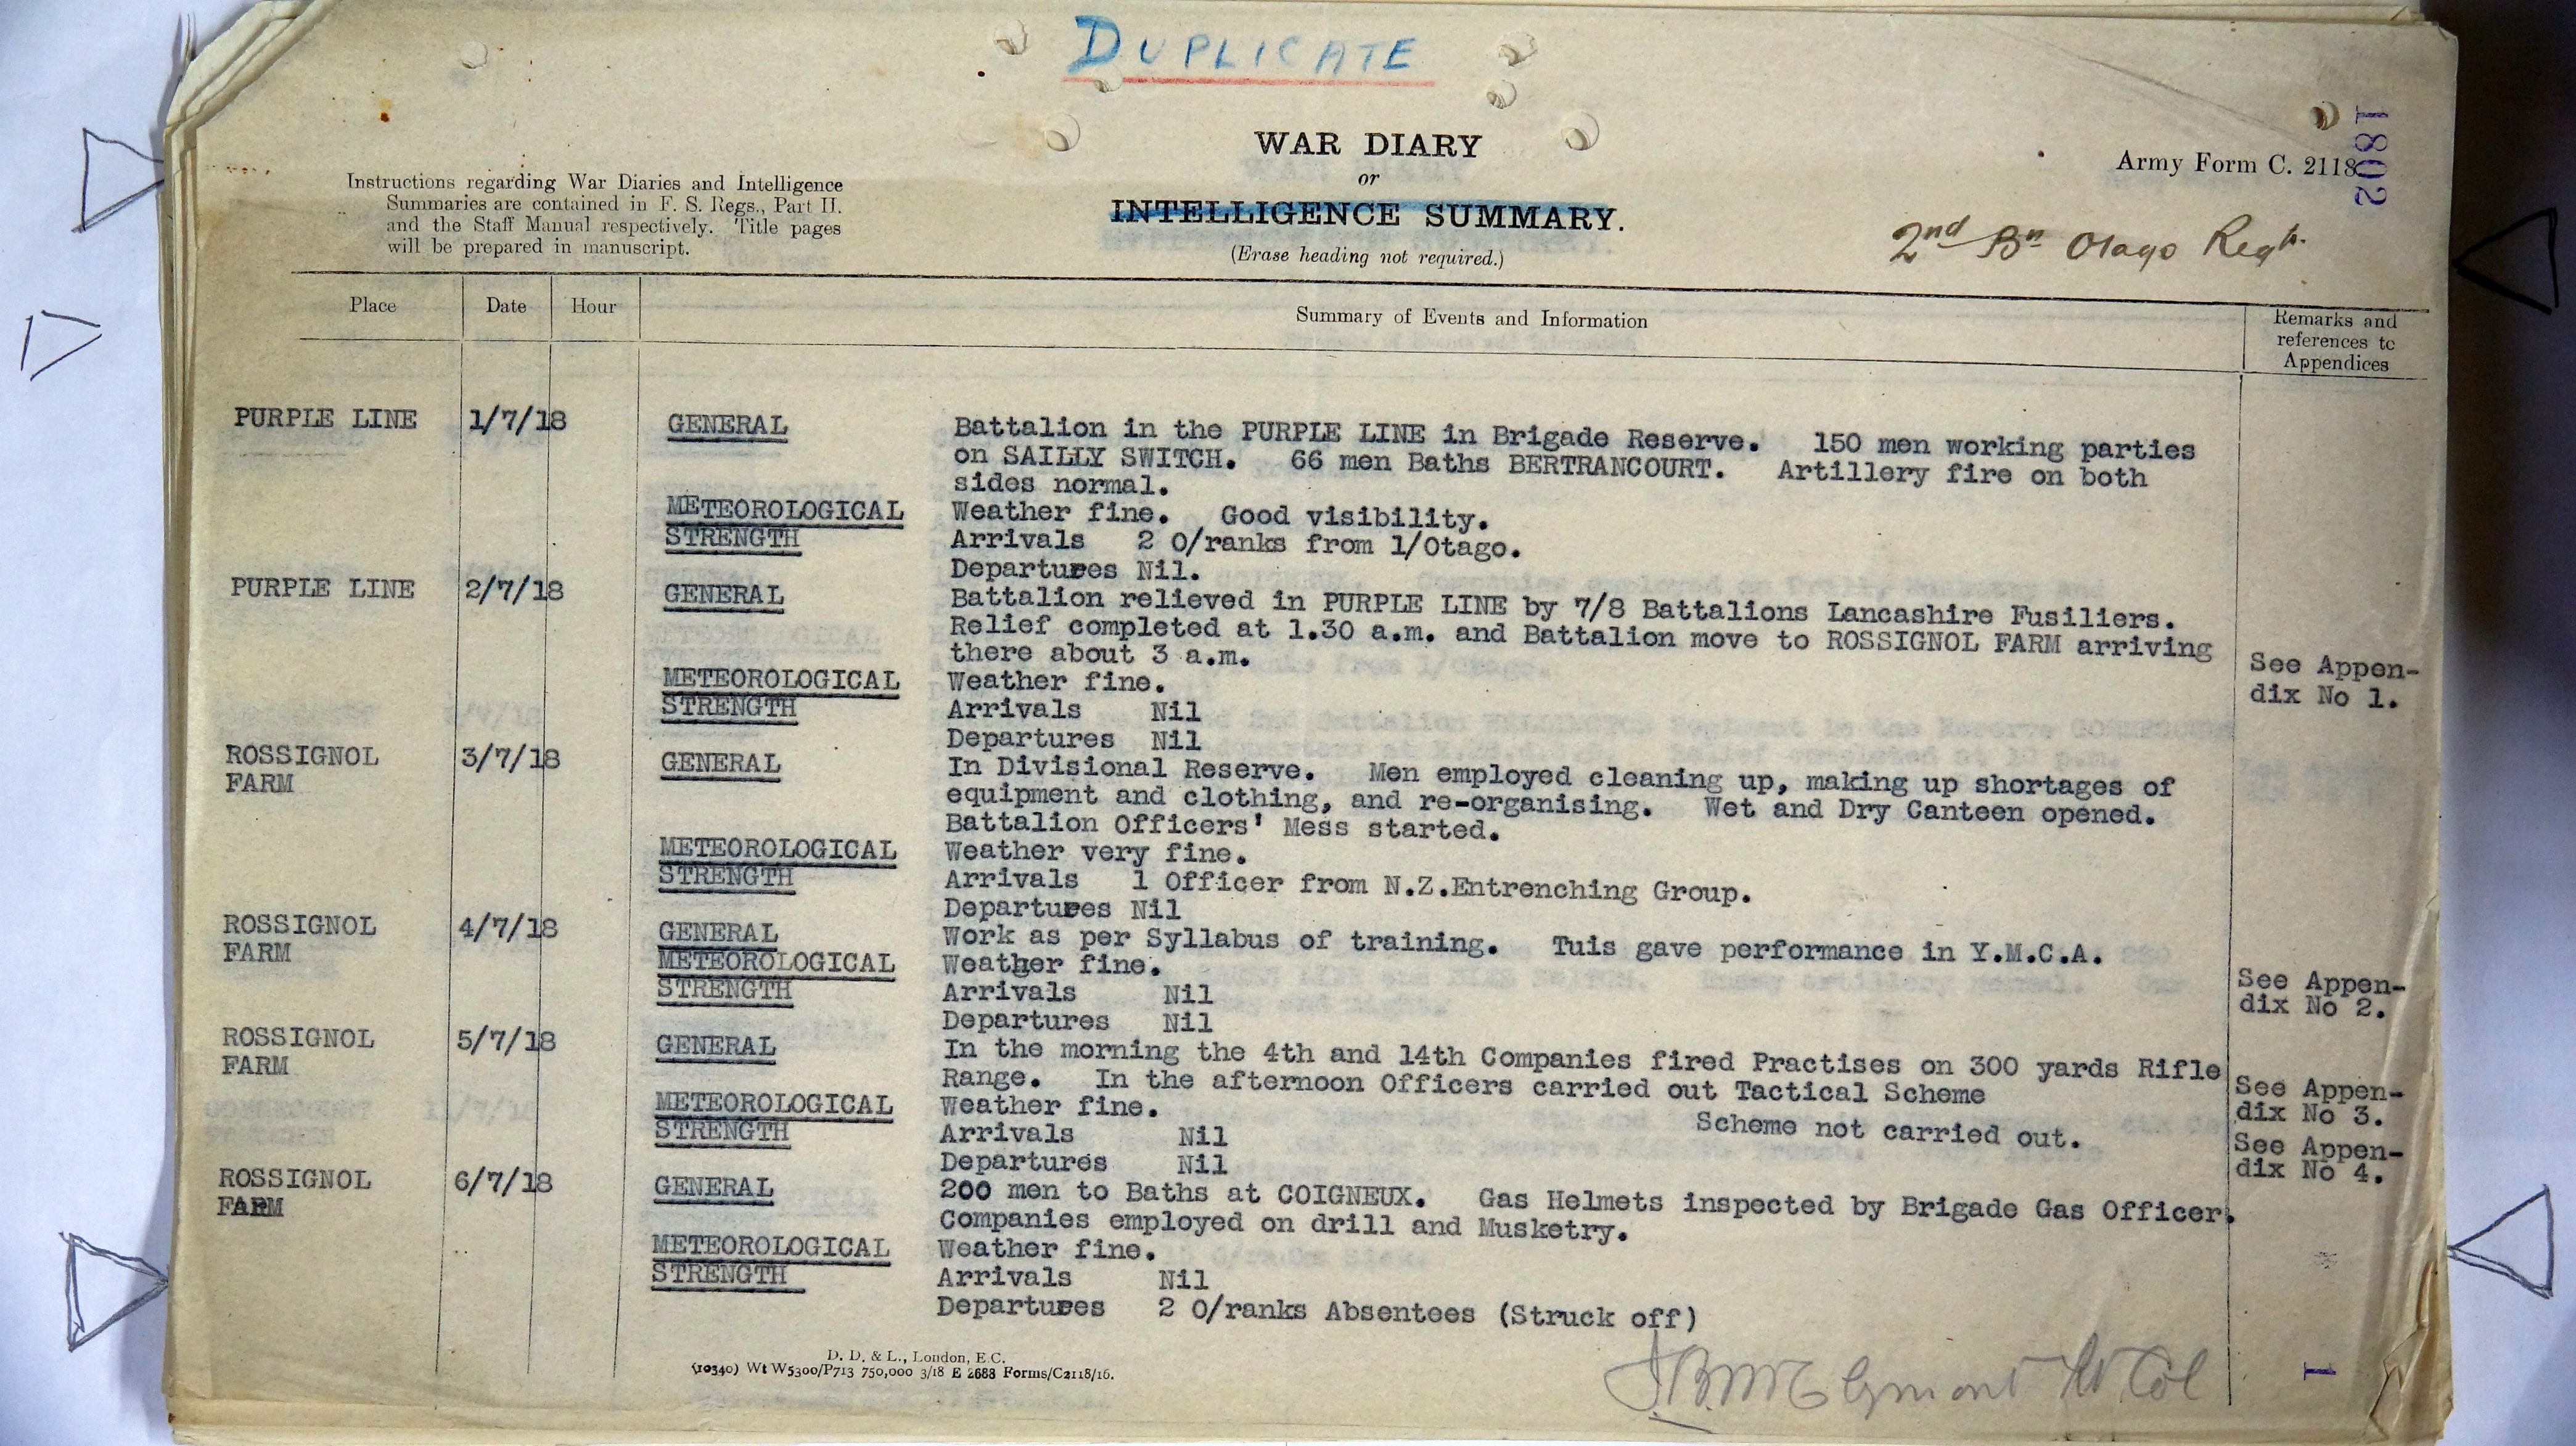 DUPLICATE
WAR DIARY
or
INTELLIGENCE SUMMARY.
(Erase heading not required.)
Instructions regarding War Diaries and Intelligence
Summaries are contained in F. S. Regs., Part II.
and the Staff Manual respectively. Title pages
will be prepared in manuscript.
Army Form C. 2118
1802
2nd Bn Otago Regt.
Place Date Hour Summary of Events and Information Remarks and
references to
Appendices
PURPLE LINE 1/7/18 GENERAL Battalion in the PURPLE LINE in Brigade Reserve. 150 men working parties
on SAILLY SWITCH. 66 men Baths BERTRANCOURT. Artillery fire on both
sides normal.
METEOROLOGICAL Weather fine. Good visibility.
STRENGTH Arrivals 2 O/ranks from 1/Otago.
Departures Nil.
PURPLE LINE 2/7/18 GENERAL Battalion relieved in PURPLE LINE by 7/8 Battalions Lancashire Fusiliers.
Relief completed at 1.30 a.m. and Battalion move to ROSSIGNOL FARM arriving
there about 3 a.m. See Appen-
METEOROLOGICAL Weather fine. dix No 1.
STRENGTH Arrivals Nil
Departures Nil
ROSSIGNOL 3/7/18 GENERAL In Divisional Reserve. Men employed cleaning up, making up shortages of
FARM equipment and clothing, and re-organising. Wet and Dry Canteen opened.
Battalion Officers' Mess started.
METEOROLOGICAL Weather very fine.
STRENGTH Arrivals 1 Officer from N.Z.Entrenching Group.
Departures Nil
ROSSIGNOL 4/7/18 GENERAL Work as per Syllabus of training. Tuis gave performance in Y.M.C.A.
FARM METEOROLOGICAL Weather fine. See Appen-
STRENGTH Arrivals Nil dix No 2.
Departures Nil
ROSSIGNOL 5/7/18 GENERAL In the morning the 4th and 14th Companies fired Practises on 300 yards Rifle
FARM Range. In the afternoon Officers carried out Tactical Scheme See Appen-
METEOROLOGICAL Weather fine. dix No 3.
STRENGTH Arrivals Nil Scheme not carried out. See Appen-
Departures Nil dix No 4.
ROSSIGNOL 6/7/18 GENERAL 200 men to Baths at COIGNEUX. Gas Helmets inspected by Brigade Gas Officer.
FARM Companies employed on drill and Musketry.
METEOROLOGICAL Weather fine.
STRENGTH Arrivals Nil
Departures 2 O/ranks Absentees (Struck off)
D. D. & L., London, E.C.
(10340) Wt W5300/P713 750,000 3/18 E 2688 Forms/C2118/16.
J.B. McClymont Lt Col
1